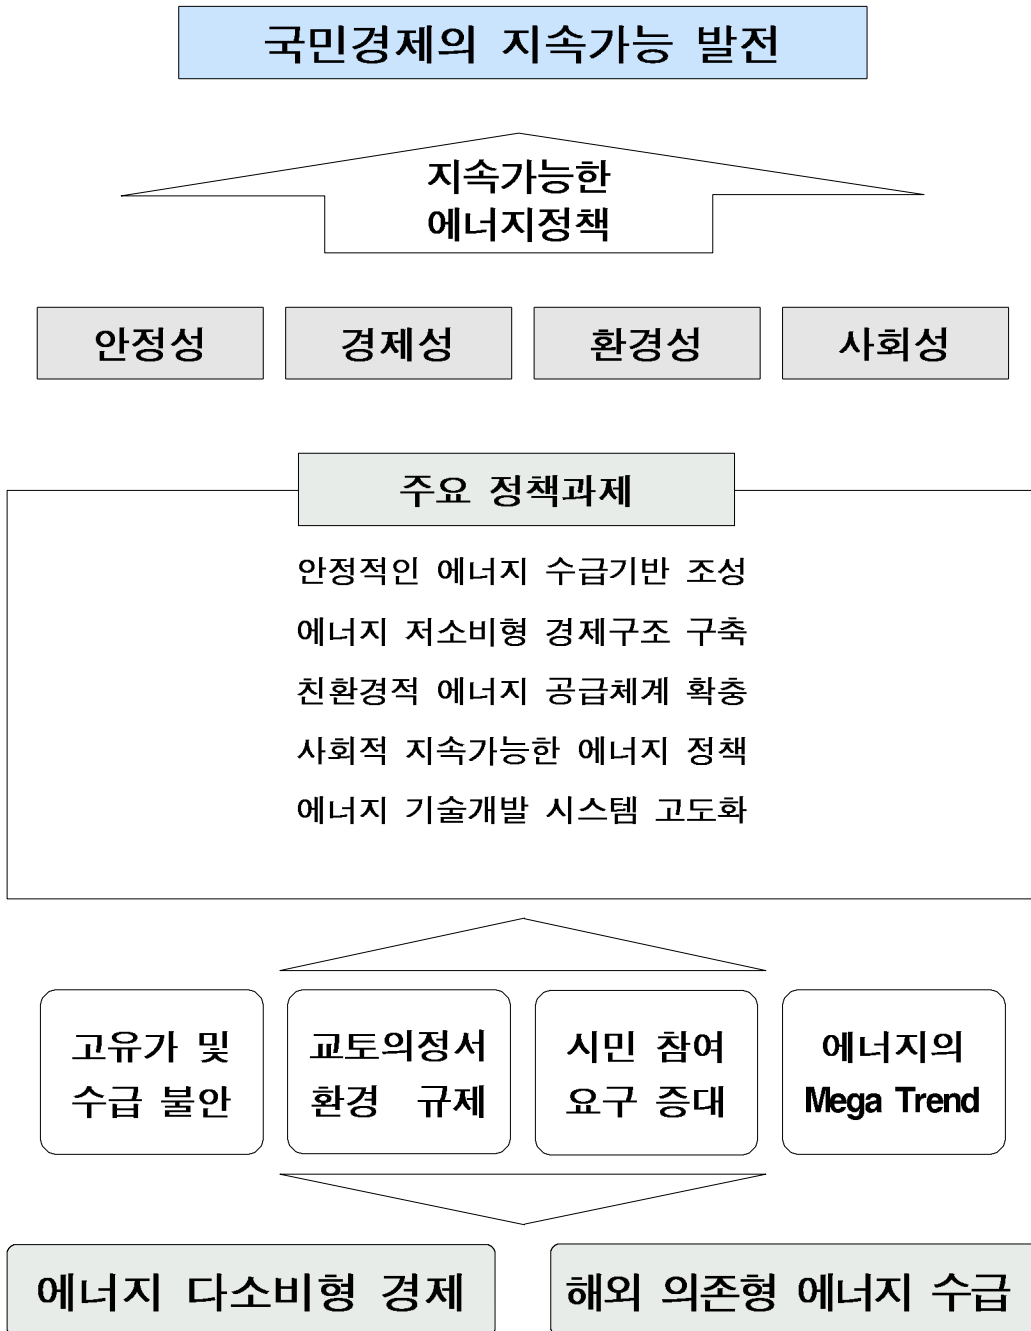 국민경제의 지속가능 발전
지속가능한
에너지정책
안정성
경제성
환경성
사회성
주요 정책과제
안정적인 에너지 수급기반 조성
에너지 저소비형 경제구조 구축
친환경적 에너지 공급체계 확충
사회적 지속가능한 에너지 정책
에너지 기술개발 시스템 고도화
고유가 및
수급 불안
교토의정서
환경 규제
시민 참여
요구 증대
에너지의
Mega Trend
에너지 다소비형 경제
해외 의존형 에너지 수급